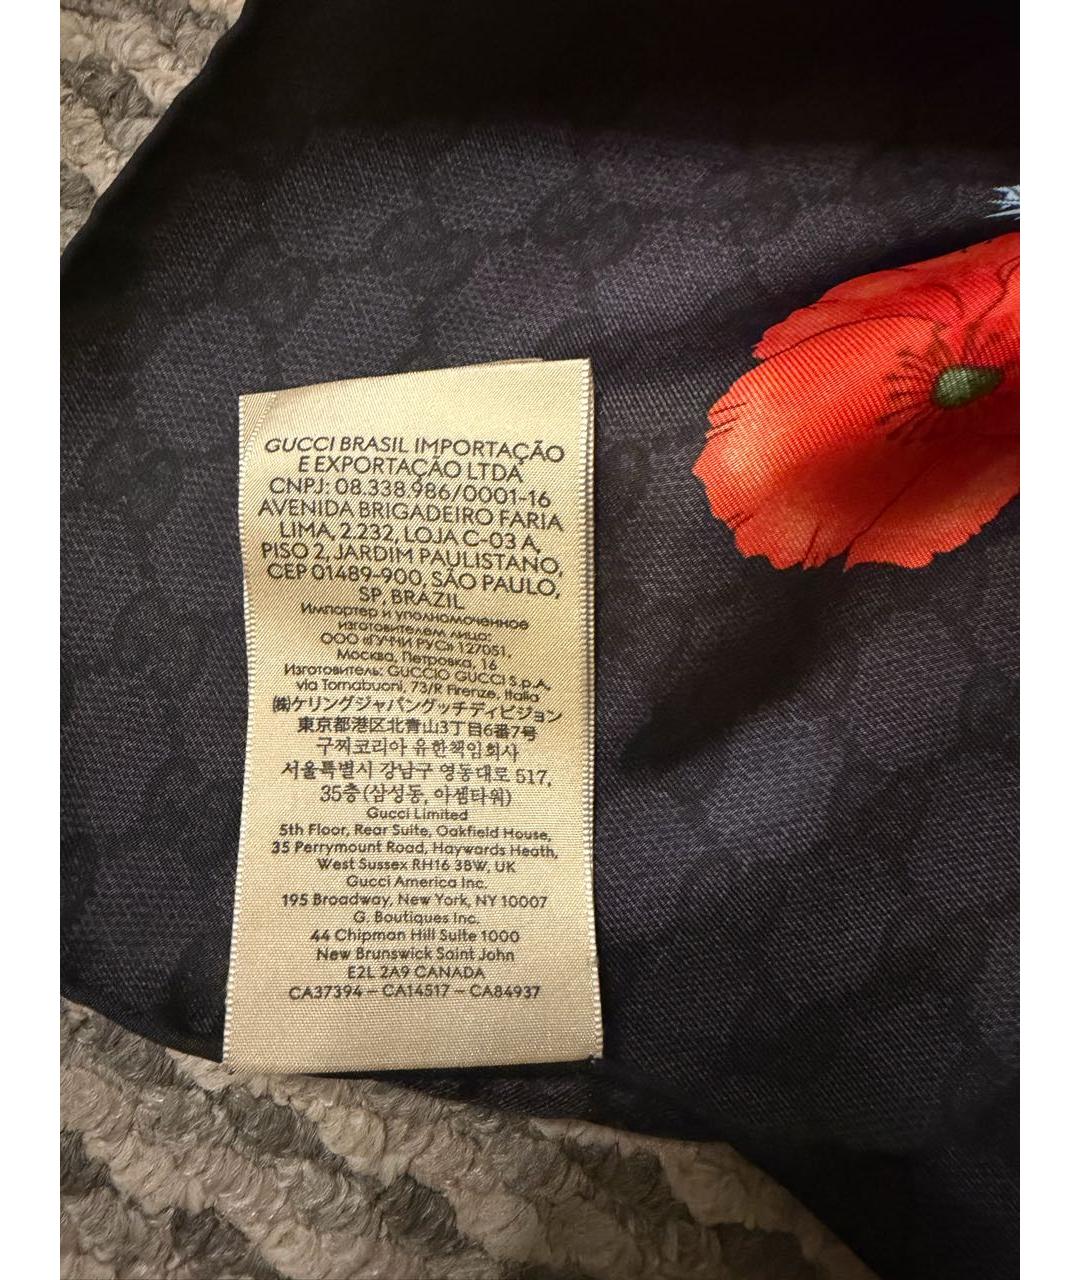 GUCCI BRASIL IMPORTAÇÃO
E EXPORTAÇÃO LTDA
CNPJ: 08.338.986/0001-16
AVENIDA BRIGADEIRO FARIA
LIMA, 2.232, LOJA C-03 A,
PISO 2, JARDIM PAULISTANO,
CEP 01489-900, SÃO PAULO,
SP, BRAZIL
Импортер и уполномоченное
изготовителем лицо:
ООО «ГУЧЧИ РУС» 127051,
Москва, Петровка, 16
Изготовитель: GUCCIO GUCCI S.p.A.
via Tornabuoni, 73/R Firenze, Italia
㈱ケリングジャパングッチディビジョン
東京都港区北青山3丁目6番7号
구찌코리아 유한책임회사
서울특별시 강남구 영동대로 517,
35층 (삼성동, 아셈타워)
Gucci Limited
5th Floor, Rear Suite, Oakfield House,
35 Perrymount Road, Haywards Heath,
West Sussex RH16 3BW, UK
Gucci America Inc.
195 Broadway, New York, NY 10007
G. Boutiques Inc.
44 Chipman Hill Suite 1000
New Brunswick Saint John
E2L 2A9 CANADA
CA37394 – CA14517 – CA84937